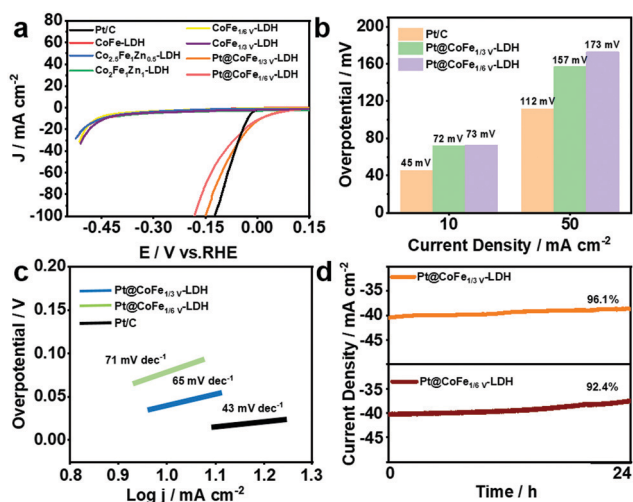 Pt/C
CoFe-LDH
Co2.5Fe1Zn0.5-LDH
Co2Fe1Zn1-LDH
CoFe1/6 V-LDH
CoFe1/3 V-LDH
Pt@CoFe1/3 V-LDH
Pt@CoFe1/6 V-LDH
J / mA cm-2
80
60
40
20
0
-20
-40
-60
-80
-100
a
-0.45
-0.30
-0.15
0.00
0.15
E / V vs.RHE
Pt/C
Pt@CoFe1/3 V-LDH
Pt@CoFe1/6 V-LDH
Overpotential / mV
200
160
120
80
40
0
b
45 mV
72 mV
73 mV
112 mV
157 mV
173 mV
10
50
Current Density / mA cm-2
c
Pt@CoFe1/3 V-LDH
Pt@CoFe1/6 V-LDH
Pt/C
Overpotential / V
0.20
0.15
0.10
0.05
0.00
71 mV dec-1
65 mV dec-1
43 mV dec-1
0.8
0.9
1.0
1.1
1.2
1.3
Log j / mA cm-2
d
Pt@CoFe1/3 V-LDH
96.1%
Pt@CoFe1/6 V-LDH
92.4%
Current Density / mA cm-2
-35
-40
-45
-35
-40
-45
0
24
Time / h